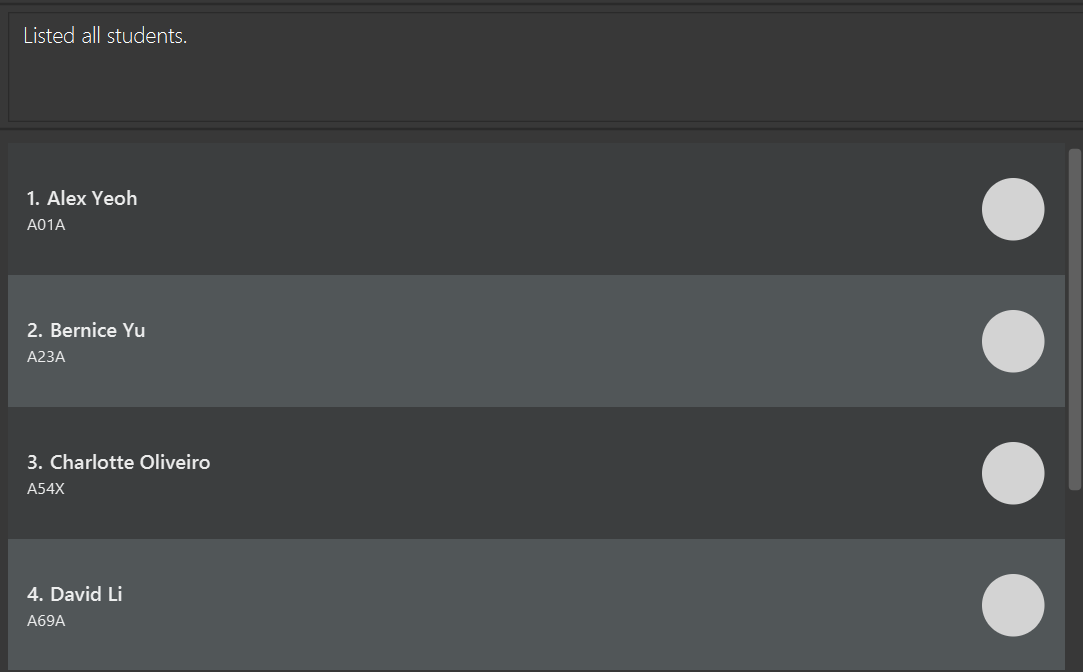 Listed all students.
1. Alex Yeoh
A01A
2. Bernice Yu
A23A
3. Charlotte Oliveiro
A54X
4. David Li
A69A